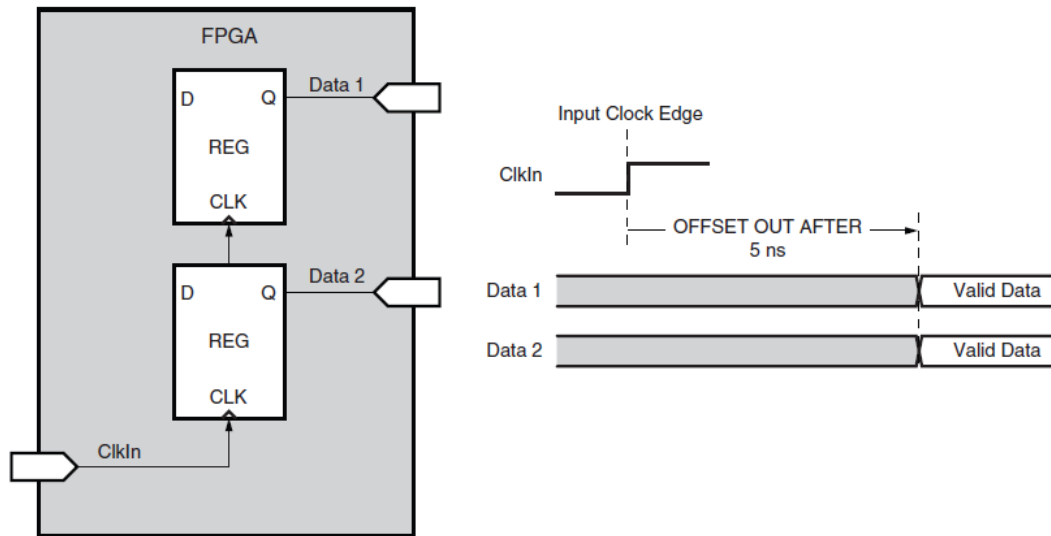 FPGA
Data 1
D Q
REG
CLK
Data 2
D Q
REG
CLK
ClkIn
Input Clock Edge
ClkIn
OFFSET OUT AFTER
5 ns
Data 1 Valid Data
Data 2 Valid Data